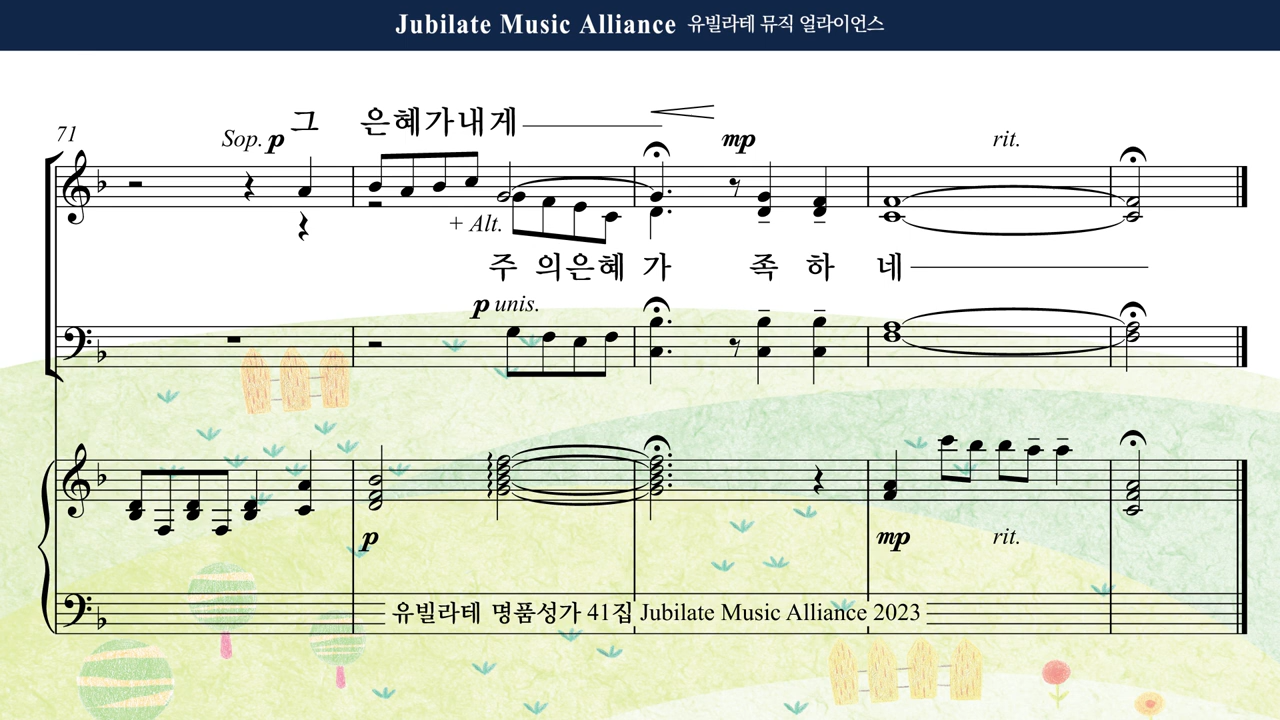 Jubilate Music Alliance 유빌라테 뮤직 얼라이언스
그 은혜가내게
71
Sop. p mp rit.
+ Alt.
주 의은혜 가 족 하 네
p unis.
p mp rit.
유빌라테 명품성가 41집 Jubilate Music Alliance 2023